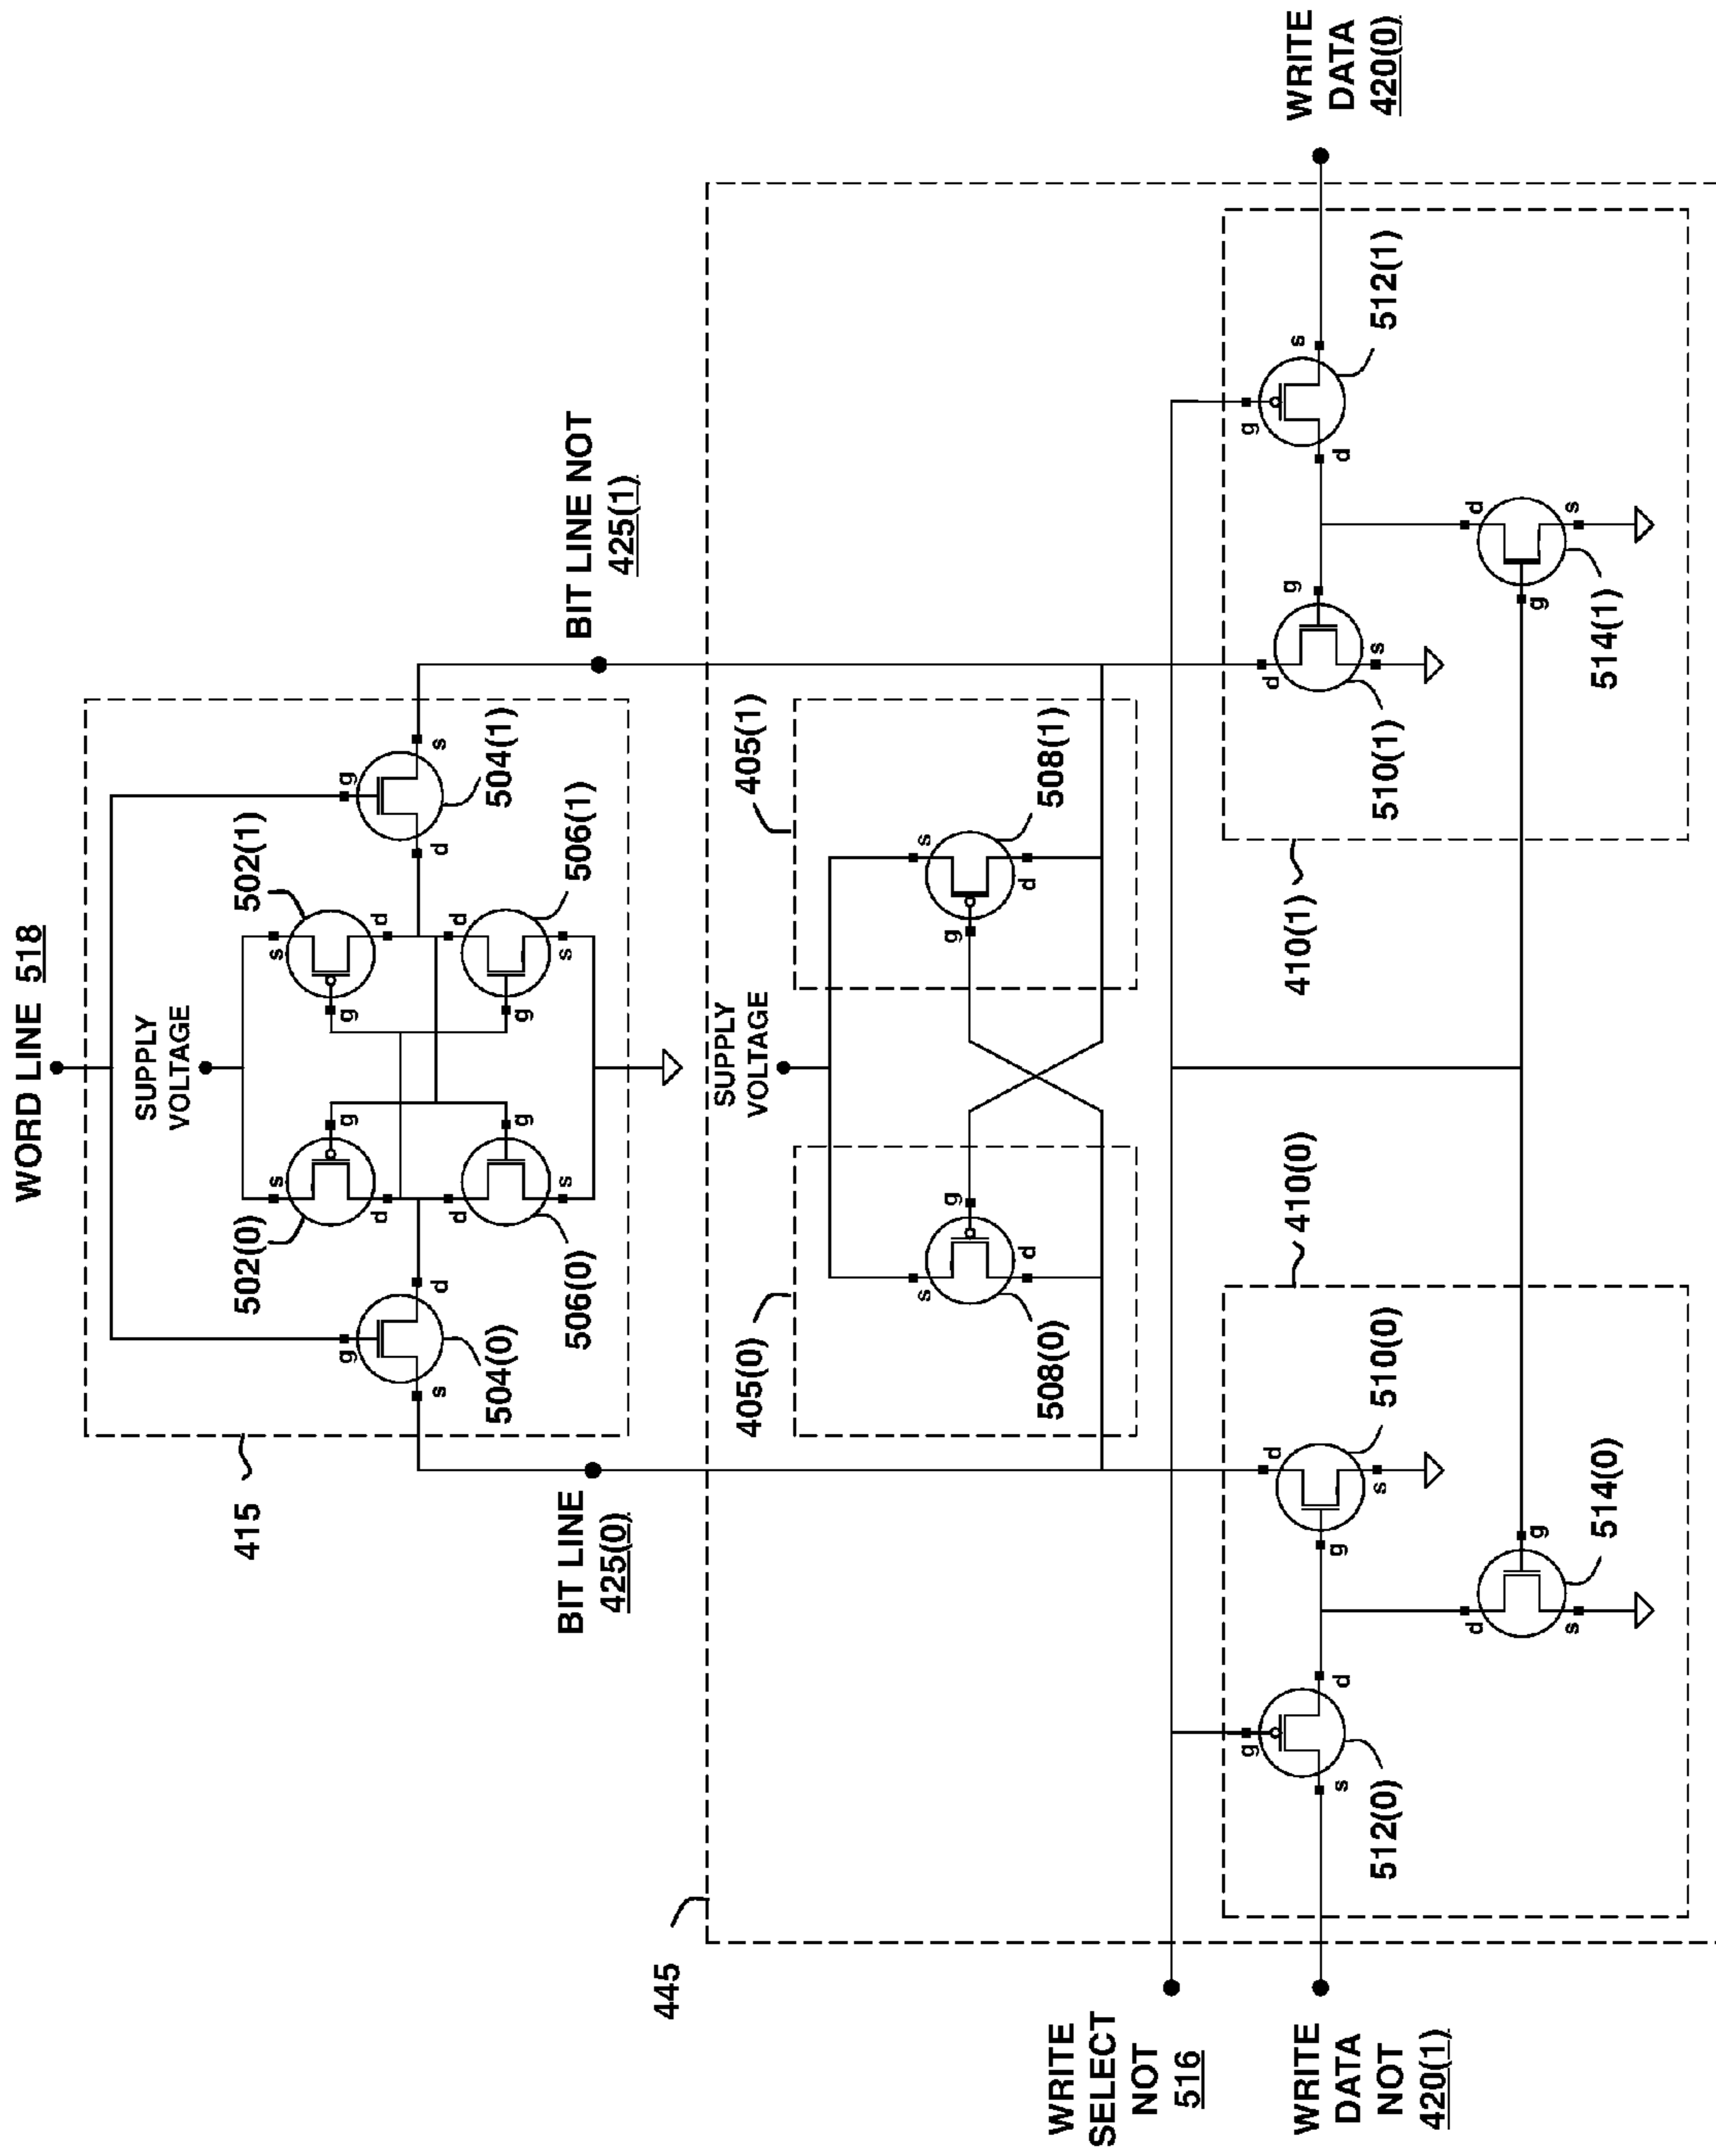 WORD LINE 518
SUPPLY
VOLTAGE
s
s
502(0)
502(1)
g
g
d
d
g
g
504(0)
504(1)
s
d
d
s
d
d
g
g
s
s
506(0)
506(1)
415
BIT LINE
425(0)
BIT LINE NOT
425(1)
SUPPLY
VOLTAGE
405(0)
405(1)
s
s
g
g
d
d
508(0)
508(1)
445
WRITE
SELECT
NOT
516
WRITE
DATA
NOT
420(1)
410(0)
410(1)
g
s
d
512(0)
g
d
s
510(0)
d
s
g
514(0)
d
g
s
510(1)
g
d
s
512(1)
g
d
s
514(1)
WRITE
DATA
420(0)